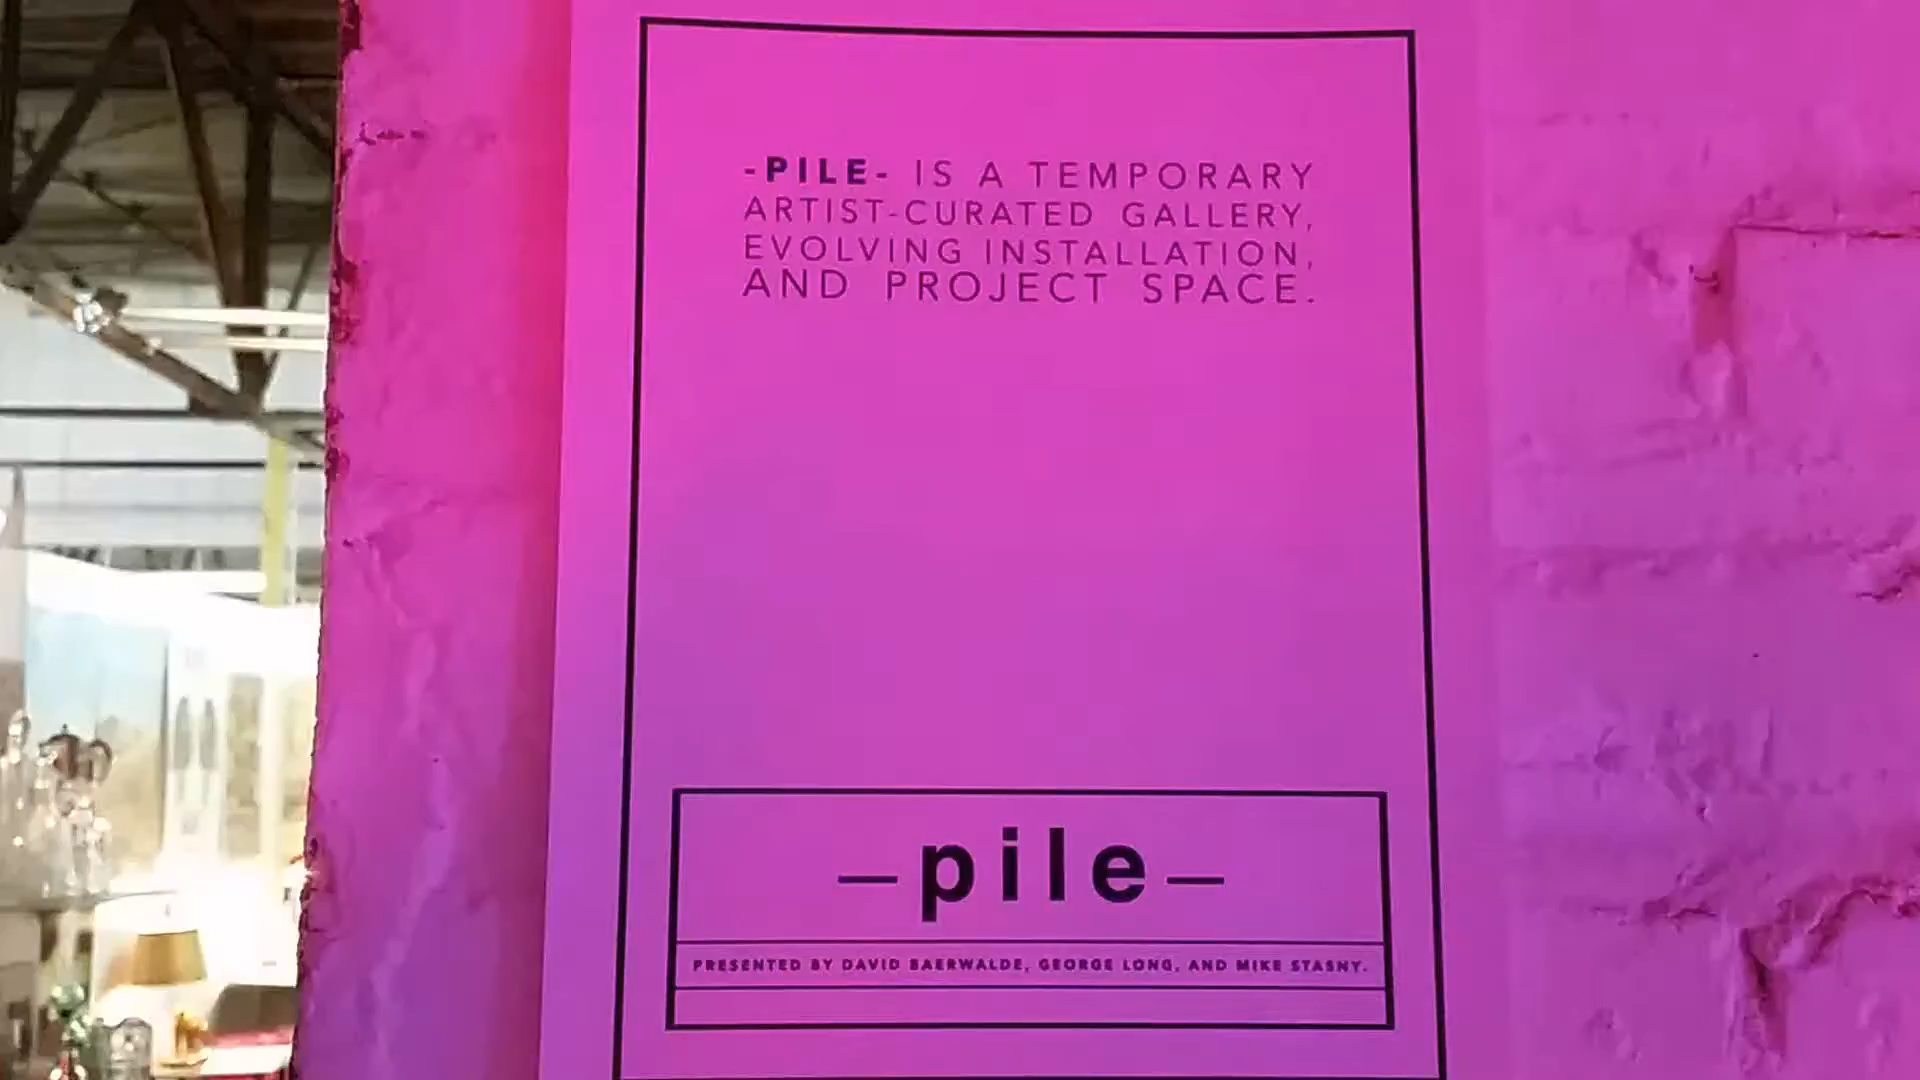 -PILE- IS A TEMPORARY
ARTIST-CURATED GALLERY,
EVOLVING INSTALLATION,
AND PROJECT SPACE.
–pile–
PRESENTED BY DAVID BAERWALDE, GEORGE LONG, AND MIKE STASNY.